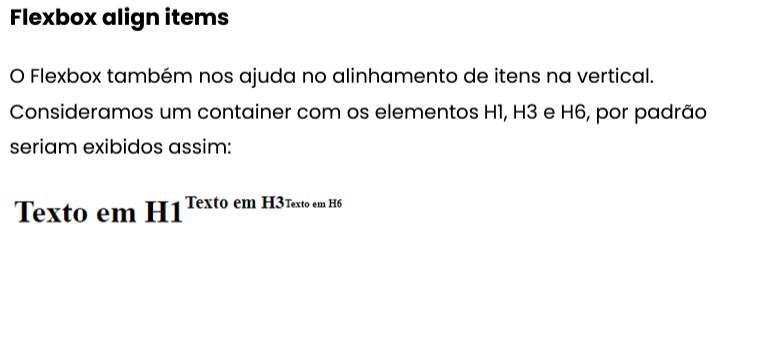 Flexbox align items
O Flexbox também nos ajuda no alinhamento de itens na vertical.
Consideramos um container com os elementos H1, H3 e H6, por padrão
seriam exibidos assim:
Texto em H1 Texto em H3 Texto em H6